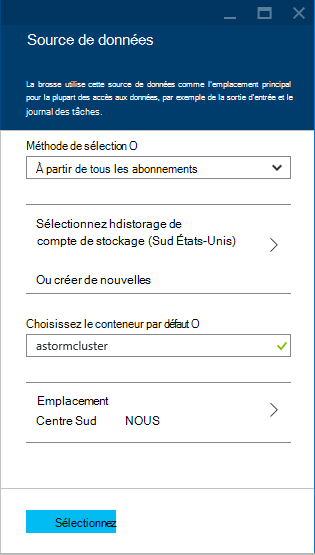 Source de données
La brosse utilise cette source de données comme l'emplacement principal
pour la plupart des accès aux données, par exemple de la sortie d'entrée et le
journal des tâches.
Méthode de sélection O
À partir de tous les abonnements
Sélectionnez hdistorage de
compte de stockage (Sud États-Unis)
Ou créer de nouvelles
Choisissez le conteneur par défaut O
astormcluster
Emplacement
Centre Sud NOUS
Sélectionnez